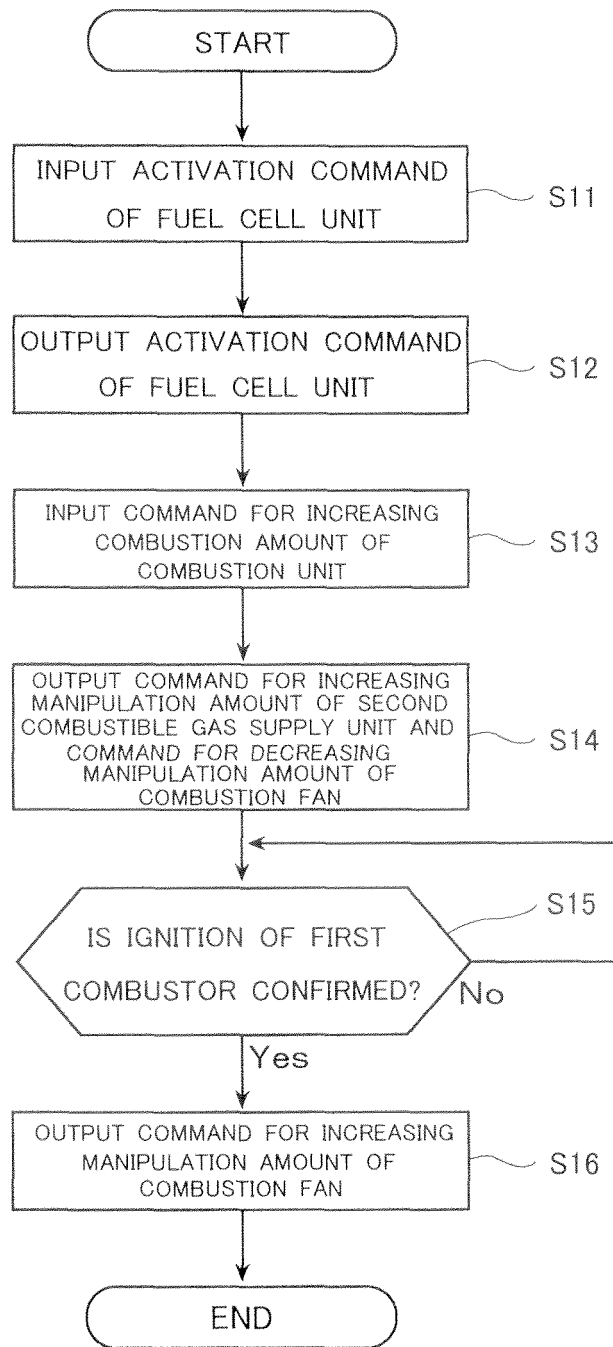 START
INPUT ACTIVATION COMMAND
OF FUEL CELL UNIT
S11
OUTPUT ACTIVATION COMMAND
OF FUEL CELL UNIT
S12
INPUT COMMAND FOR INCREASING
COMBUSTION AMOUNT OF
COMBUSTION UNIT
S13
OUTPUT COMMAND FOR INCREASING
MANIPULATION AMOUNT OF SECOND
COMBUSTIBLE GAS SUPPLY UNIT AND
COMMAND FOR DECREASING
MANIPULATION AMOUNT OF
COMBUSTION FAN
S14
IS IGNITION OF FIRST
COMBUSTOR CONFIRMED?
S15
No
Yes
OUTPUT COMMAND FOR INCREASING
MANIPULATION AMOUNT OF
COMBUSTION FAN
S16
END